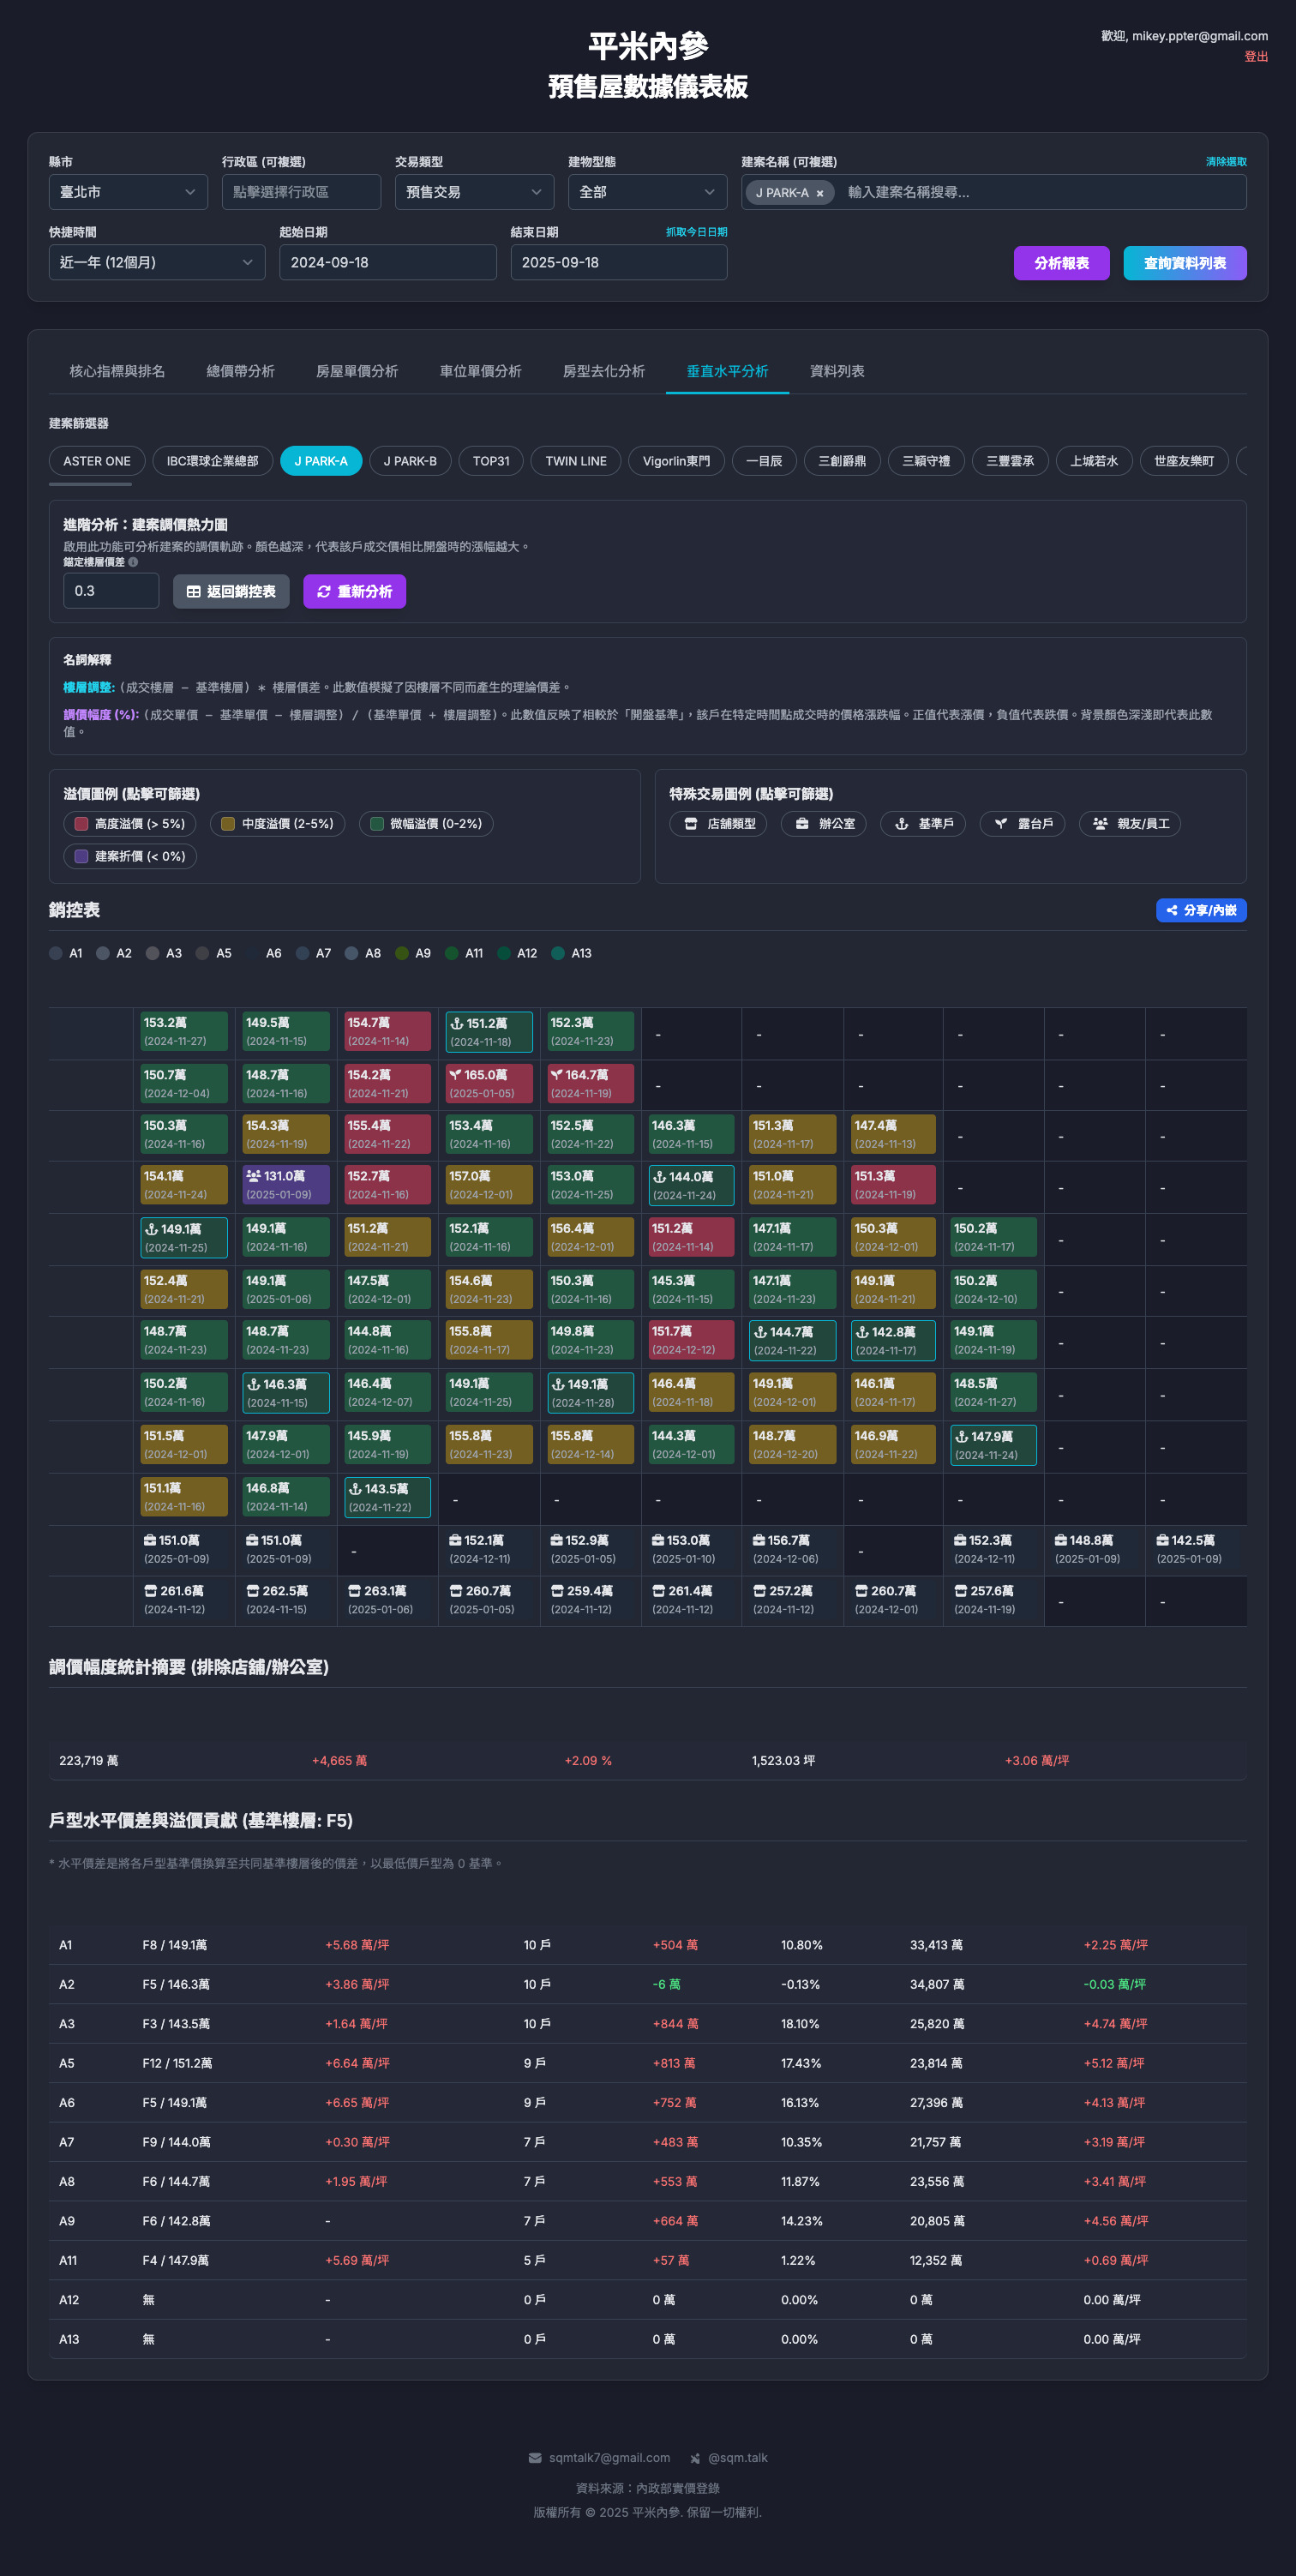 平米內參
預售屋數據儀表板
歡迎, mikey.ppter@gmail.com
登出
縣市
行政區 (可複選)
交易類型
建物型態
建案名稱 (可複選)
清除選取
臺北市
點擊選擇行政區
預售交易
全部
J PARK-A ×
輸入建案名稱搜尋...
快捷時間
起始日期
結束日期
抓取今日日期
近一年 (12個月)
2024-09-18
2025-09-18
分析報表
查詢資料列表
核心指標與排名
總價帶分析
房屋單價分析
車位單價分析
房型去化分析
垂直水平分析
資料列表
建案篩選器
ASTER ONE
IBC環球企業總部
J PARK-A
J PARK-B
TOP31
TWIN LINE
Vigorlin東門
一目辰
三創爵鼎
三穎守禮
三豐雲承
上城若水
世座友樂町
進階分析：建案調價熱力圖
啟用此功能可分析建案的調價軌跡。顏色越深，代表該戶成交價相比開盤時的漲幅越大。
錨定樓層價差
0.3
返回銷控表
重新分析
名詞解釋
樓層調整: (成交樓層 - 基準樓層) * 樓層價差。此數值模擬了因樓層不同而產生的理論價差。
調價幅度 (%): (成交單價 - 基準單價 - 樓層調整) / (基準單價 + 樓層調整)。此數值反映了相較於「開盤基準」，該戶在特定時間點成交時的價格漲跌幅。正值代表漲價，負值代表跌價。背景顏色深淺即代表此數
值。
溢價圖例 (點擊可篩選)
高度溢價 (> 5%)
中度溢價 (2-5%)
微幅溢價 (0-2%)
建案折價 (< 0%)
特殊交易圖例 (點擊可篩選)
店舖類型
辦公室
基準戶
露台戶
親友/員工
銷控表
分享/內嵌
A1 A2 A3 A5 A6 A7 A8 A9 A11 A12 A13
153.2萬 149.5萬 154.7萬 151.2萬 152.3萬 - - - - - -
(2024-11-27) (2024-11-15) (2024-11-14) (2024-11-18) (2024-11-23)
150.7萬 148.7萬 154.2萬 165.0萬 164.7萬 - - - - - -
(2024-12-04) (2024-11-16) (2024-11-21) (2025-01-05) (2024-11-19)
150.3萬 154.3萬 155.4萬 153.4萬 152.5萬 146.3萬 151.3萬 147.4萬 - - -
(2024-11-16) (2024-11-19) (2024-11-22) (2024-11-16) (2024-11-22) (2024-11-15) (2024-11-17) (2024-11-13)
154.1萬 131.0萬 152.7萬 157.0萬 153.0萬 144.0萬 151.0萬 151.3萬 - - -
(2024-11-24) (2025-01-09) (2024-11-16) (2024-12-01) (2024-11-25) (2024-11-24) (2024-11-21) (2024-11-19)
149.1萬 149.1萬 151.2萬 152.1萬 156.4萬 151.2萬 147.1萬 150.3萬 150.2萬 - -
(2024-11-25) (2024-11-16) (2024-11-21) (2024-11-16) (2024-12-01) (2024-11-14) (2024-11-17) (2024-12-01) (2024-11-17)
152.4萬 149.1萬 147.5萬 154.6萬 150.3萬 145.3萬 147.1萬 149.1萬 150.2萬 - -
(2024-11-21) (2025-01-06) (2024-12-01) (2024-11-23) (2024-11-16) (2024-11-15) (2024-11-23) (2024-11-21) (2024-12-10)
148.7萬 148.7萬 144.8萬 155.8萬 149.8萬 151.7萬 144.7萬 142.8萬 149.1萬 - -
(2024-11-23) (2024-11-23) (2024-11-16) (2024-11-17) (2024-11-23) (2024-12-12) (2024-11-22) (2024-11-17) (2024-11-19)
150.2萬 146.3萬 146.4萬 149.1萬 149.1萬 146.4萬 149.1萬 146.1萬 148.5萬 - -
(2024-11-16) (2024-11-15) (2024-12-07) (2024-11-25) (2024-11-28) (2024-11-18) (2024-12-01) (2024-11-17) (2024-11-27)
151.5萬 147.9萬 145.9萬 155.8萬 155.8萬 144.3萬 148.7萬 146.9萬 147.9萬 - -
(2024-12-01) (2024-12-01) (2024-11-19) (2024-11-23) (2024-12-14) (2024-12-01) (2024-12-20) (2024-11-22) (2024-11-24)
151.1萬 146.8萬 143.5萬 - - - - - - - -
(2024-11-16) (2024-11-14) (2024-11-22)
151.0萬 151.0萬 - 152.1萬 152.9萬 153.0萬 156.7萬 - 152.3萬 148.8萬 142.5萬
(2025-01-09) (2025-01-09) (2024-12-11) (2025-01-05) (2025-01-10) (2024-12-06) (2024-12-11) (2025-01-09) (2025-01-09)
261.6萬 262.5萬 263.1萬 260.7萬 259.4萬 261.4萬 257.2萬 260.7萬 257.6萬 - -
(2024-11-12) (2024-11-15) (2025-01-06) (2025-01-05) (2024-11-12) (2024-11-12) (2024-11-12) (2024-12-01) (2024-11-19)
調價幅度統計摘要 (排除店舖/辦公室)
223,719 萬 +4,665 萬 +2.09 % 1,523.03 坪 +3.06 萬/坪
戶型水平價差與溢價貢獻 (基準樓層: F5)
* 水平價差是將各戶型基準價換算至共同基準樓層後的價差，以最低價戶型為 0 基準。
A1 F8 / 149.1萬 +5.68 萬/坪 10 戶 +504 萬 10.80% 33,413 萬 +2.25 萬/坪
A2 F5 / 146.3萬 +3.86 萬/坪 10 戶 -6 萬 -0.13% 34,807 萬 -0.03 萬/坪
A3 F3 / 143.5萬 +1.64 萬/坪 10 戶 +844 萬 18.10% 25,820 萬 +4.74 萬/坪
A5 F12 / 151.2萬 +6.64 萬/坪 9 戶 +813 萬 17.43% 23,814 萬 +5.12 萬/坪
A6 F5 / 149.1萬 +6.65 萬/坪 9 戶 +752 萬 16.13% 27,396 萬 +4.13 萬/坪
A7 F9 / 144.0萬 +0.30 萬/坪 7 戶 +483 萬 10.35% 21,757 萬 +3.19 萬/坪
A8 F6 / 144.7萬 +1.95 萬/坪 7 戶 +553 萬 11.87% 23,556 萬 +3.41 萬/坪
A9 F6 / 142.8萬 - 7 戶 +664 萬 14.23% 20,805 萬 +4.56 萬/坪
A11 F4 / 147.9萬 +5.69 萬/坪 5 戶 +57 萬 1.22% 12,352 萬 +0.69 萬/坪
A12 無 - 0 戶 0 萬 0.00% 0 萬 0.00 萬/坪
A13 無 - 0 戶 0 萬 0.00% 0 萬 0.00 萬/坪
sqmtalk7@gmail.com @sqm.talk
資料來源：內政部實價登錄
版權所有 © 2025 平米內參. 保留一切權利.